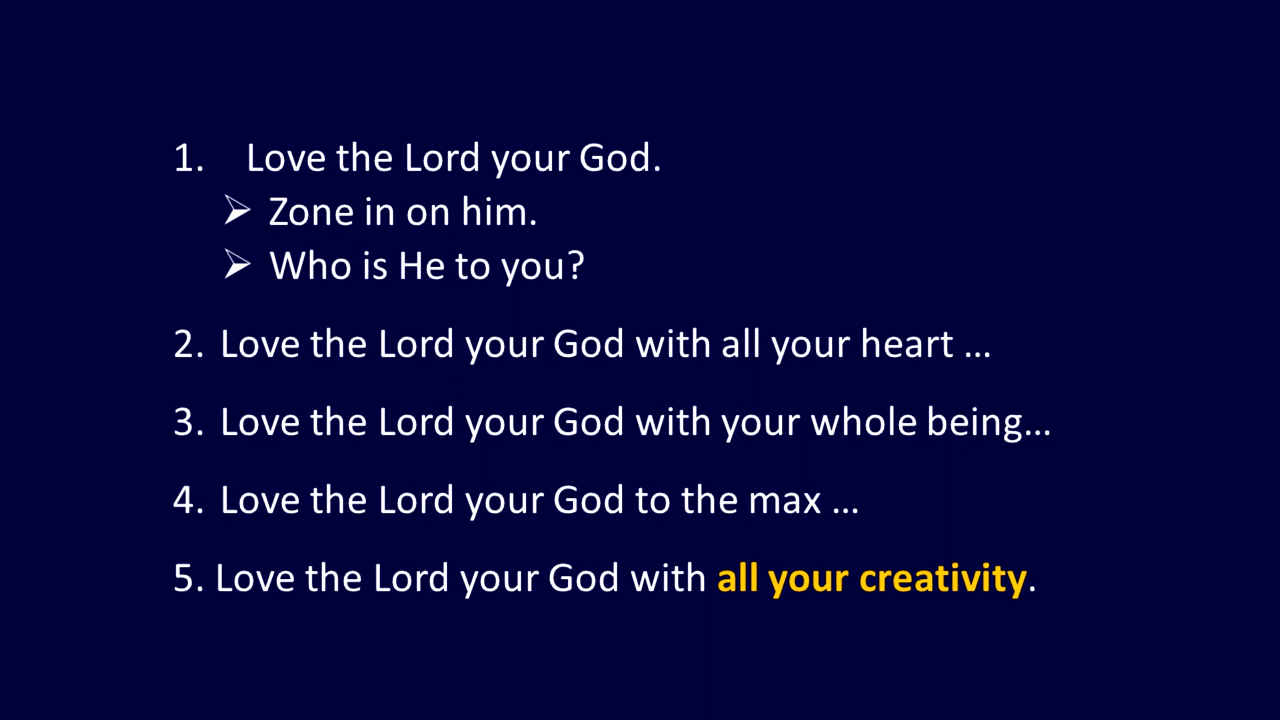 1. Love the Lord your God.
➢ Zone in on him.
➢ Who is He to you?
2. Love the Lord your God with all your heart …
3. Love the Lord your God with your whole being…
4. Love the Lord your God to the max …
5. Love the Lord your God with all your creativity.